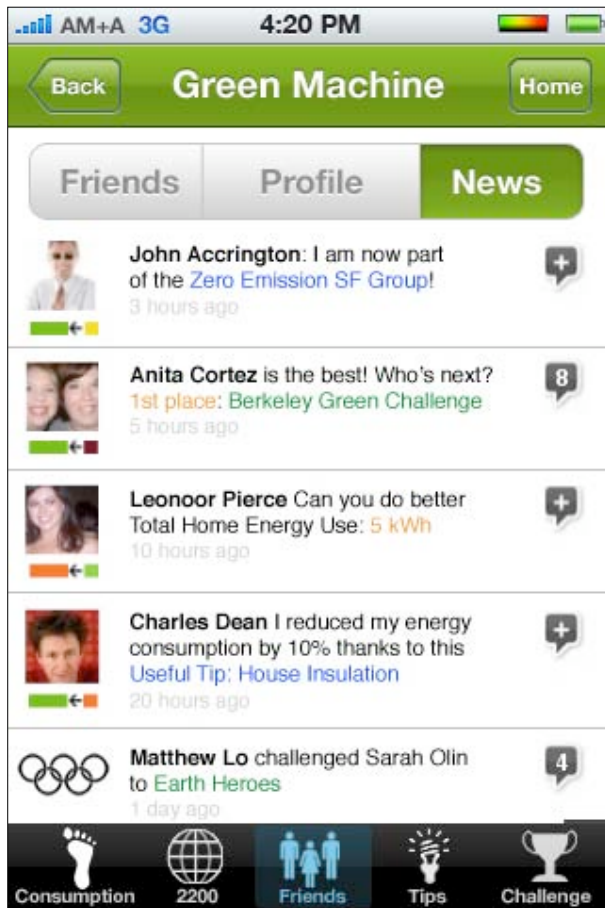 AM+A 3G 4:20 PM
Back Green Machine Home
Friends Profile News
John Accrington: I am now part
of the Zero Emission SF Group!
3 hours ago
+
Anita Cortez is the best! Who's next?
1st place: Berkeley Green Challenge
5 hours ago
8
Leonoor Pierce Can you do better
Total Home Energy Use: 5 kWh
10 hours ago
+
Charles Dean I reduced my energy
consumption by 10% thanks to this
Useful Tip: House Insulation
20 hours ago
+
Matthew Lo challenged Sarah Olin
to Earth Heroes
1 day ago
4
Consumption 2200 Friends Tips Challenge